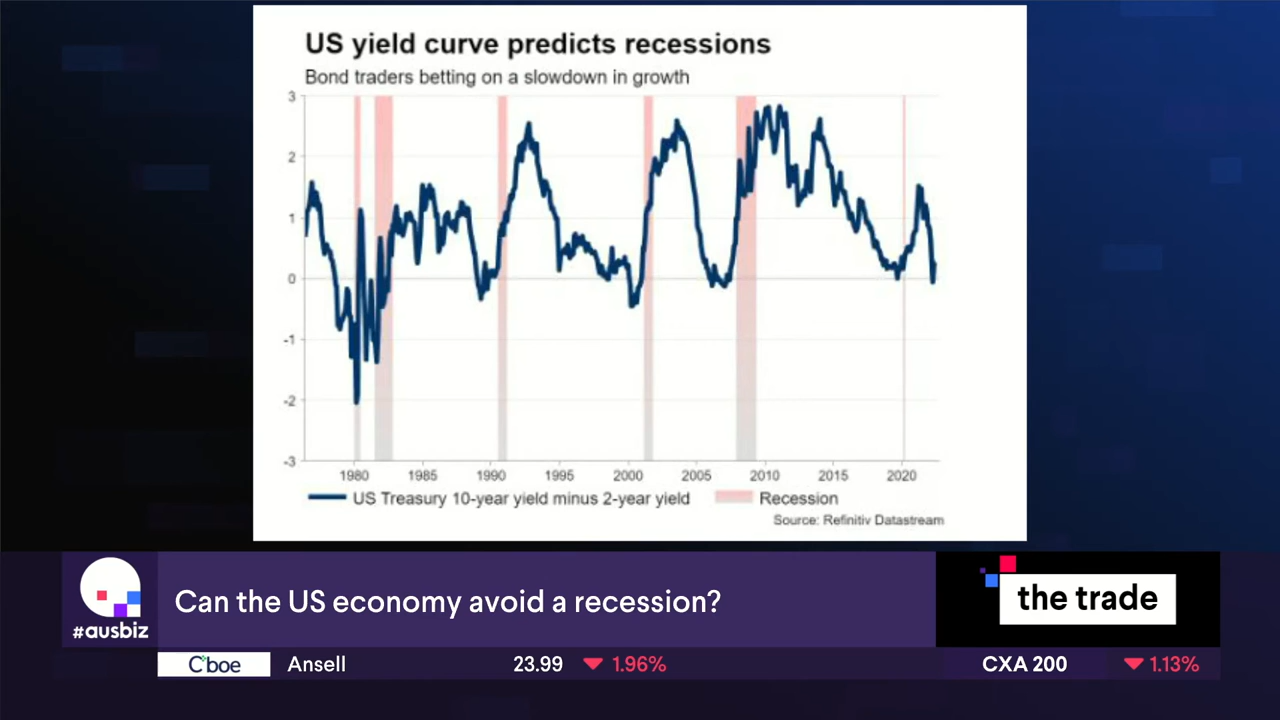 US yield curve predicts recessions
Bond traders betting on a slowdown in growth
3
2
1
0
-1
-2
-3
1980 1985 1990 1995 2000 2005 2010 2015 2020
US Treasury 10-year yield minus 2-year yield Recession
Source: Refinitiv Datastream
#ausbiz
Can the US economy avoid a recession?
the trade
Cboe Ansell 23.99 ▼ 1.96% CXA 200 ▼ 1.13%